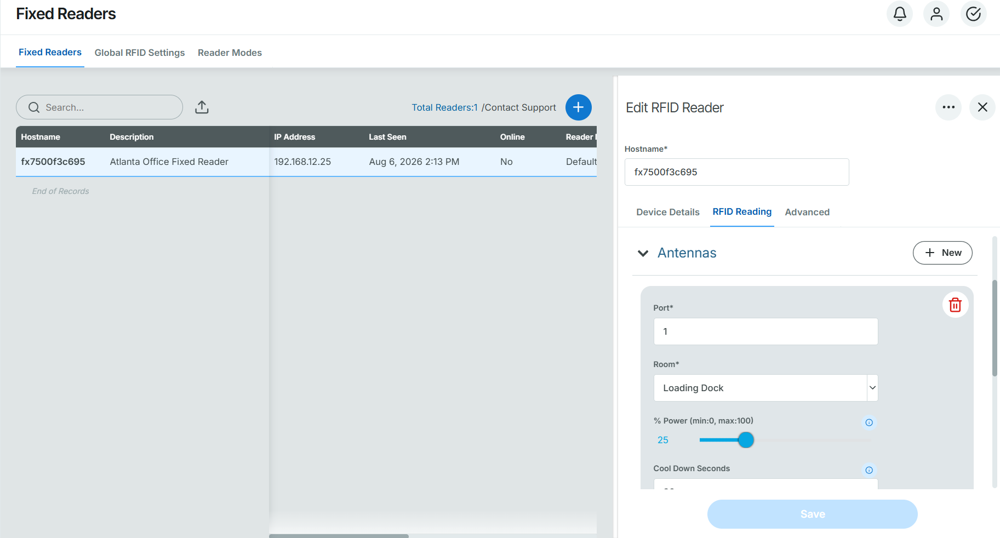 Fixed Readers
Fixed Readers Global RFID Settings Reader Modes
Search...
Total Readers:1 /Contact Support
Hostname Description IP Address Last Seen Online Reader
fx7500f3c695 Atlanta Office Fixed Reader 192.168.12.25 Aug 6, 2026 2:13 PM No Default
End of Records
Edit RFID Reader
Hostname*
fx7500f3c695
Device Details RFID Reading Advanced
Antennas
New
Port*
1
Room*
Loading Dock
% Power (min:0, max:100)
25
Cool Down Seconds
Save